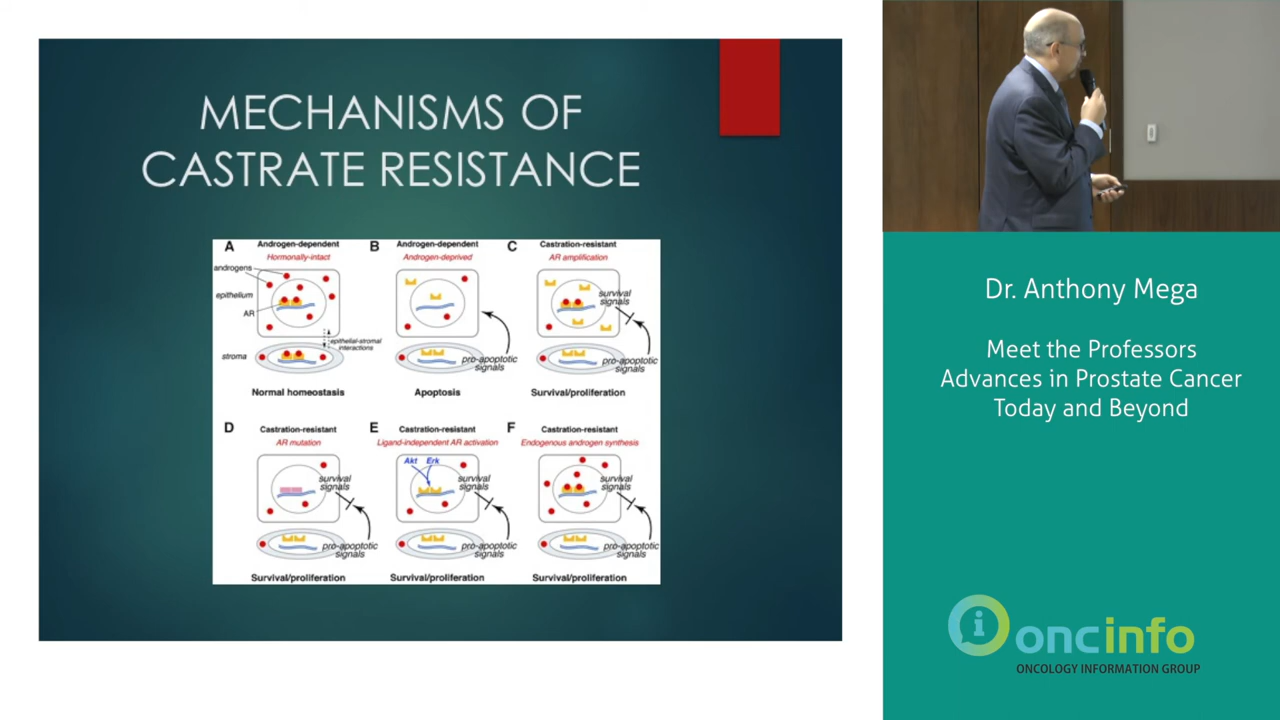 MECHANISMS OF
CASTRATE RESISTANCE
A
Androgen-dependent
Hormonally-intact
androgens
epithelium
AR
epithelial-stromal
interactions
stroma
Normal homeostasis
B
Androgen-dependent
Androgen-deprived
pro-apoptotic
signals
Apoptosis
C
Castration-resistant
AR amplification
survival
signals
pro-apoptotic
signals
Survival/proliferation
D
Castration-resistant
AR mutation
survival
signals
pro-apoptotic
signals
Survival/proliferation
E
Castration-resistant
Ligand-independent AR activation
Akt Erk
survival
signals
pro-apoptotic
signals
Survival/proliferation
F
Castration-resistant
Endogenous androgen synthesis
survival
signals
pro-apoptotic
signals
Survival/proliferation
Dr. Anthony Mega
Meet the Professors
Advances in Prostate Cancer
Today and Beyond
i oncinfo
ONCOLOGY INFORMATION GROUP